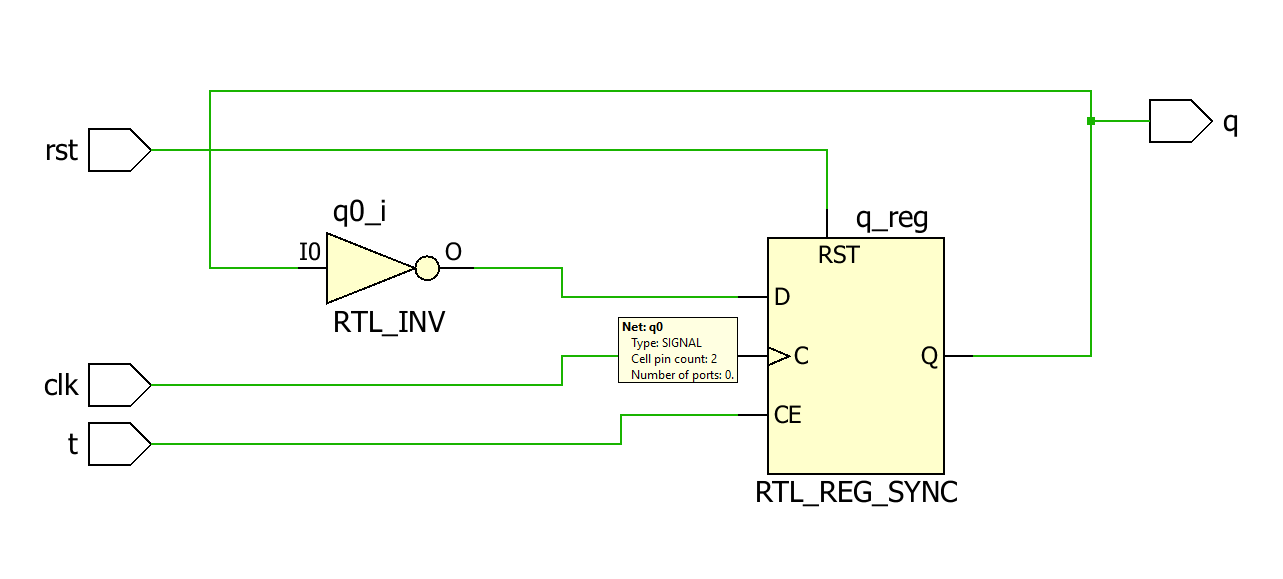 q
rst
q0_i
q_reg
I0
O
RST
D
RTL_INV
Net: q0
Type: SIGNAL
Cell pin count: 2
Number of ports: 0.
C
Q
clk
CE
t
RTL_REG_SYNC